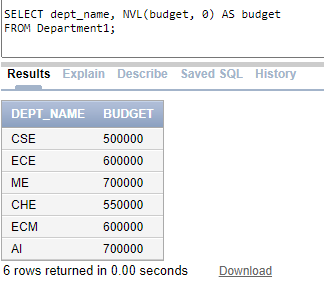 SELECT dept_name, NVL(budget, 0) AS budget
FROM Department1;
Results Explain Describe Saved SQL History
DEPT_NAME BUDGET
CSE 500000
ECE 600000
ME 700000
CHE 550000
ECM 600000
AI 700000
6 rows returned in 0.00 seconds Download